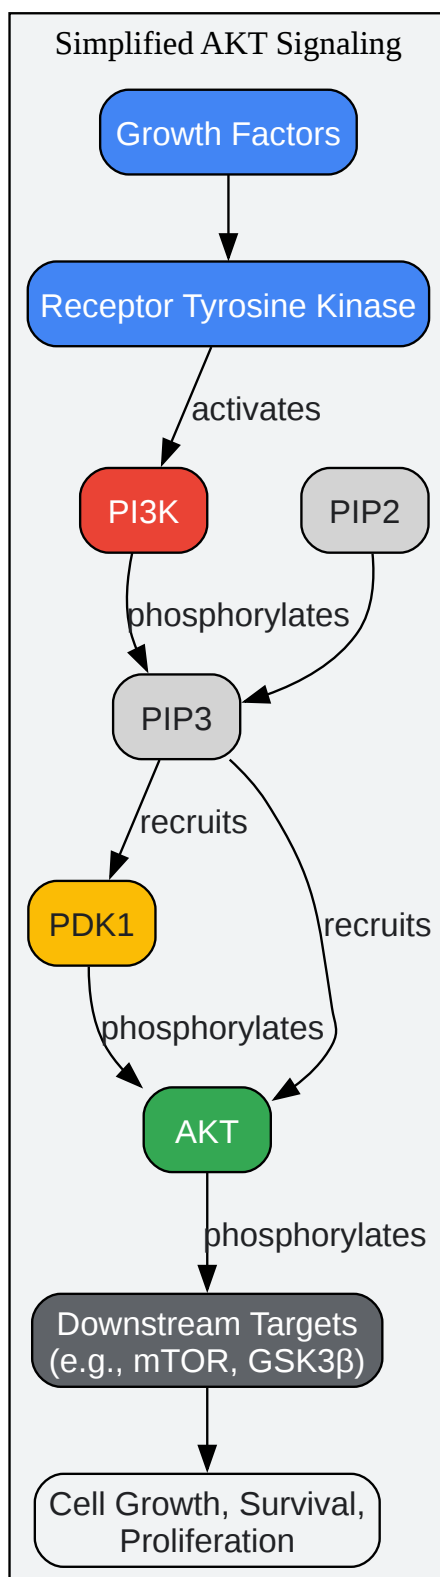 Simplified AKT Signaling
Growth Factors
Receptor Tyrosine Kinase
activates
PI3K
PIP2
phosphorylates
PIP3
recruits
PDK1
recruits
phosphorylates
AKT
phosphorylates
Downstream Targets
(e.g., mTOR, GSK3β)
Cell Growth, Survival,
Proliferation